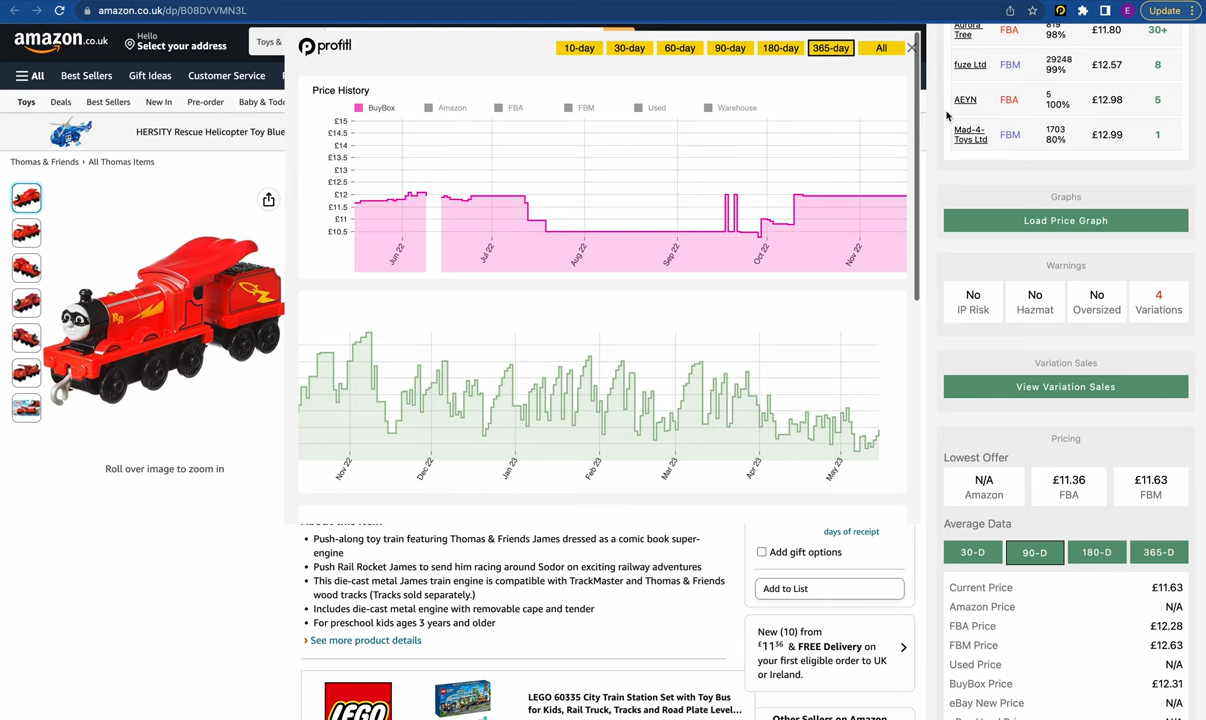 amazon.co.uk/dp/B08DVVMN3L
E
Update
amazon.co.uk
Hello
Select your address
Toys &
All
Best Sellers
Gift Ideas
Customer Service
Toys
Deals
Best Sellers
New In
Pre-order
Baby & Todd
HERSITY Rescue Helicopter Toy Blue
Thomas & Friends › All Thomas Items
RR
Roll over image to zoom in
profitl
10-day
30-day
60-day
90-day
180-day
365-day
All
Price History
BuyBox
Amazon
FBA
FBM
Used
Warehouse
£15
£14.5
£14
£13.5
£13
£12.5
£12
£11.5
£11
£10.5
Jun 22
Jul 22
Aug 22
Sep 22
Oct 22
Nov 22
Nov 22
Dec 22
Jan 23
Feb 23
Mar 23
Apr 23
May 23
About this item
• Push-along toy train featuring Thomas & Friends James dressed as a comic book super-
engine
• Push Rail Rocket James to send him racing around Sodor on exciting railway adventures
• This die-cast metal James train engine is compatible with TrackMaster and Thomas & Friends
wood tracks (Tracks sold separately.)
• Includes die-cast metal engine with removable cape and tender
• For preschool kids ages 3 years and older
› See more product details
LEGO
LEGO 60335 City Train Station Set with Toy Bus
for Kids, Rail Truck, Tracks and Road Plate Level...
days of receipt
Add gift options
Add to List
New (10) from
£11³⁶ & FREE Delivery on
your first eligible order to UK
or Ireland.
Other Sellers on Amazon
Aurora
Tree
FBA
819
98%
£11.80
30+
fuze Ltd
FBM
29248
99%
£12.57
8
AEYN
FBA
5
100%
£12.98
5
Mad-4-
Toys Ltd
FBM
1703
80%
£12.99
1
Graphs
Load Price Graph
Warnings
No
IP Risk
No
Hazmat
No
Oversized
4
Variations
Variation Sales
View Variation Sales
Pricing
Lowest Offer
N/A
Amazon
£11.36
FBA
£11.63
FBM
Average Data
30-D
90-D
180-D
365-D
Current Price £11.63
Amazon Price N/A
FBA Price £12.28
FBM Price £12.63
Used Price N/A
BuyBox Price £12.31
eBay New Price N/A